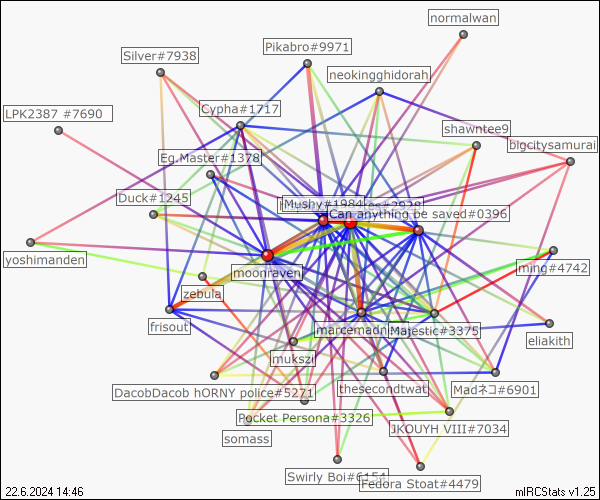 normalwan
Pikabro#9971
Silver#7938
neokingghidorah
LPK2387 #7690
Cypha#1717
shawntee9
bigcitysamurai
Eg.Master#1378
Duck#1245
Mushy#1984
Can anything be saved#0396
yoshimanden
moonraven
ming#4742
zebula
frisout
marcemadn
Majestic#3375
eliakith
mukszi
DacobDacob hORNY police#5271
thesecondtwat
Madネコ#6901
Pocket Persona#3326
somass
JKOUYH VIII#7034
Swirly Boi#6154
Fedora Stoat#4479
22.6.2024 14:46
mIRCStats v1.25